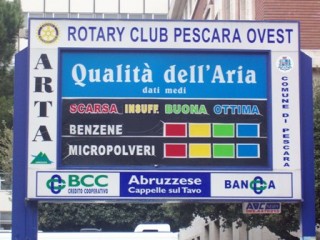 ROTARY CLUB PESCARA OVEST
ARTA
Qualità dell'Aria
dati medi
SCARSA INSUFF. BUONA OTTIMA
BENZENE
MICROPOLVERI
COMUNE DI PESCARA
BCC
CREDITO COOPERATIVO
Abruzzese
Cappelle sul Tavo
BANCA
AVC